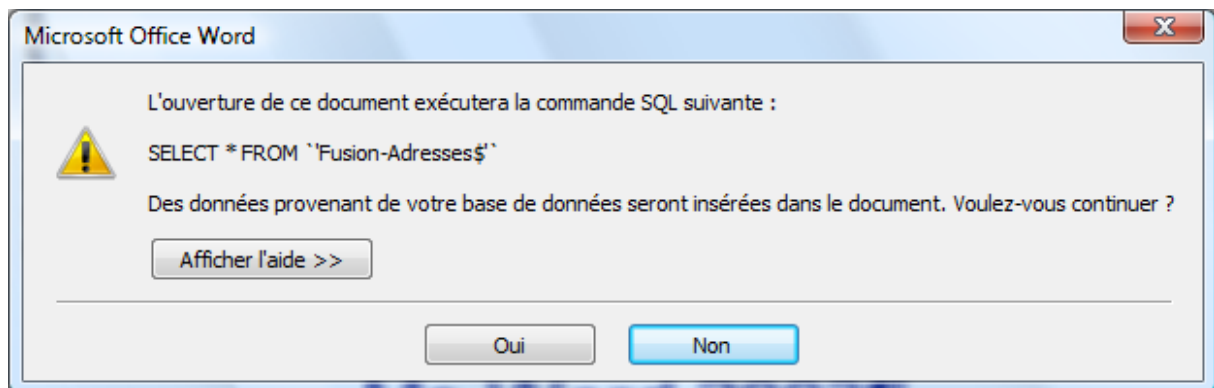 Microsoft Office Word
L'ouverture de ce document exécutera la commande SQL suivante :
SELECT * FROM `'Fusion-Adresses$'`
Des données provenant de votre base de données seront insérées dans le document. Voulez-vous continuer ?
Afficher l'aide >>
Oui
Non